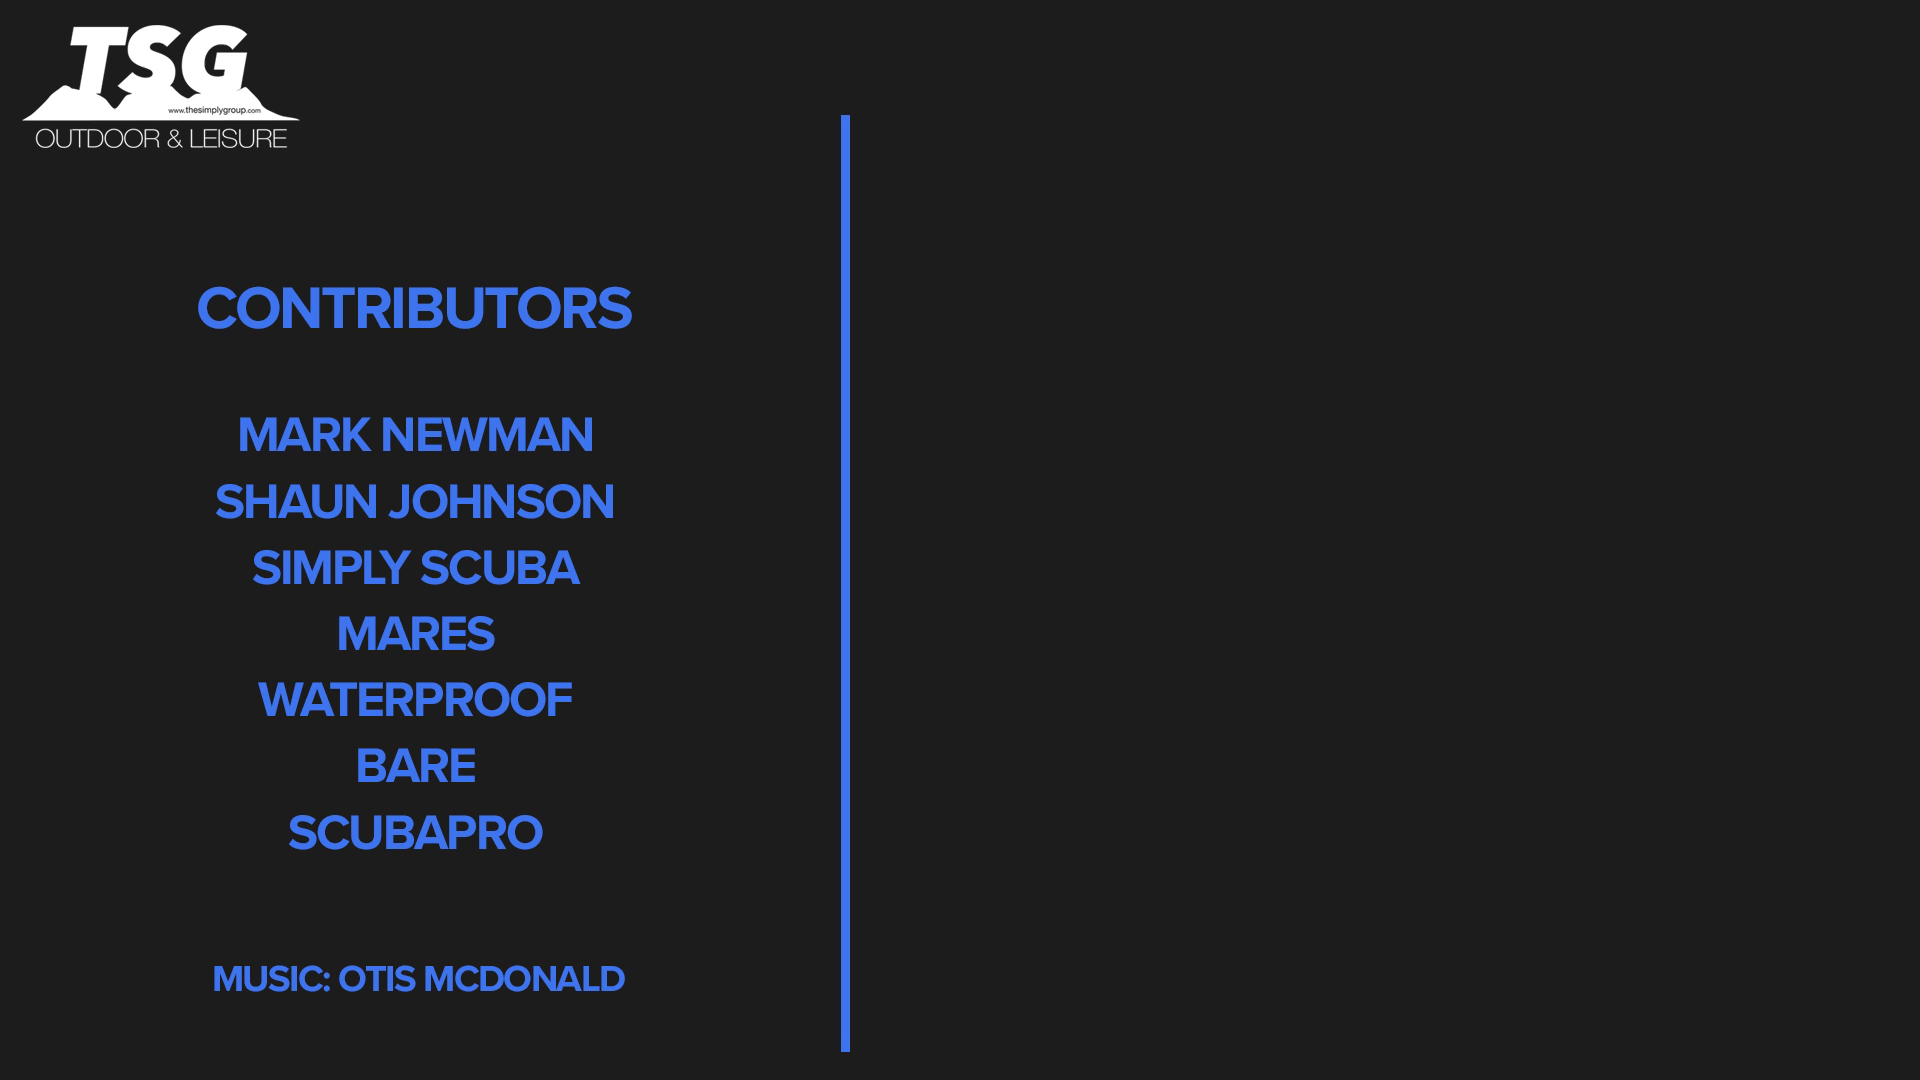 TSG
www.thesimplygroup.com
OUTDOOR & LEISURE
CONTRIBUTORS
MARK NEWMAN
SHAUN JOHNSON
SIMPLY SCUBA
MARES
WATERPROOF
BARE
SCUBAPRO
MUSIC: OTIS MCDONALD